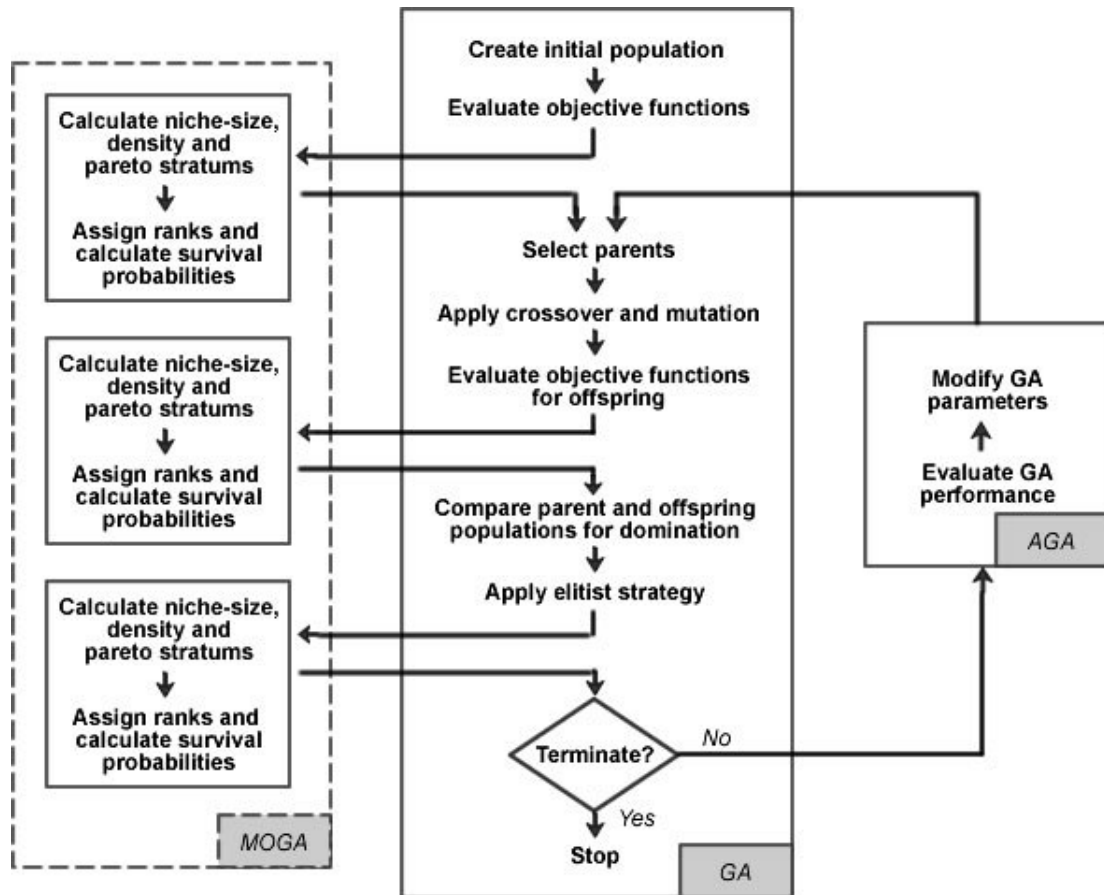 Create initial population
Evaluate objective functions
Calculate niche-size,
density and
pareto stratums
Assign ranks and
calculate survival
probabilities
Select parents
Apply crossover and mutation
Evaluate objective functions
for offspring
Calculate niche-size,
density and
pareto stratums
Assign ranks and
calculate survival
probabilities
Compare parent and offspring
populations for domination
Apply elitist strategy
Calculate niche-size,
density and
pareto stratums
Assign ranks and
calculate survival
probabilities
Terminate?
No
Yes
Stop
Modify GA
parameters
Evaluate GA
performance
AGA
MOGA
GA